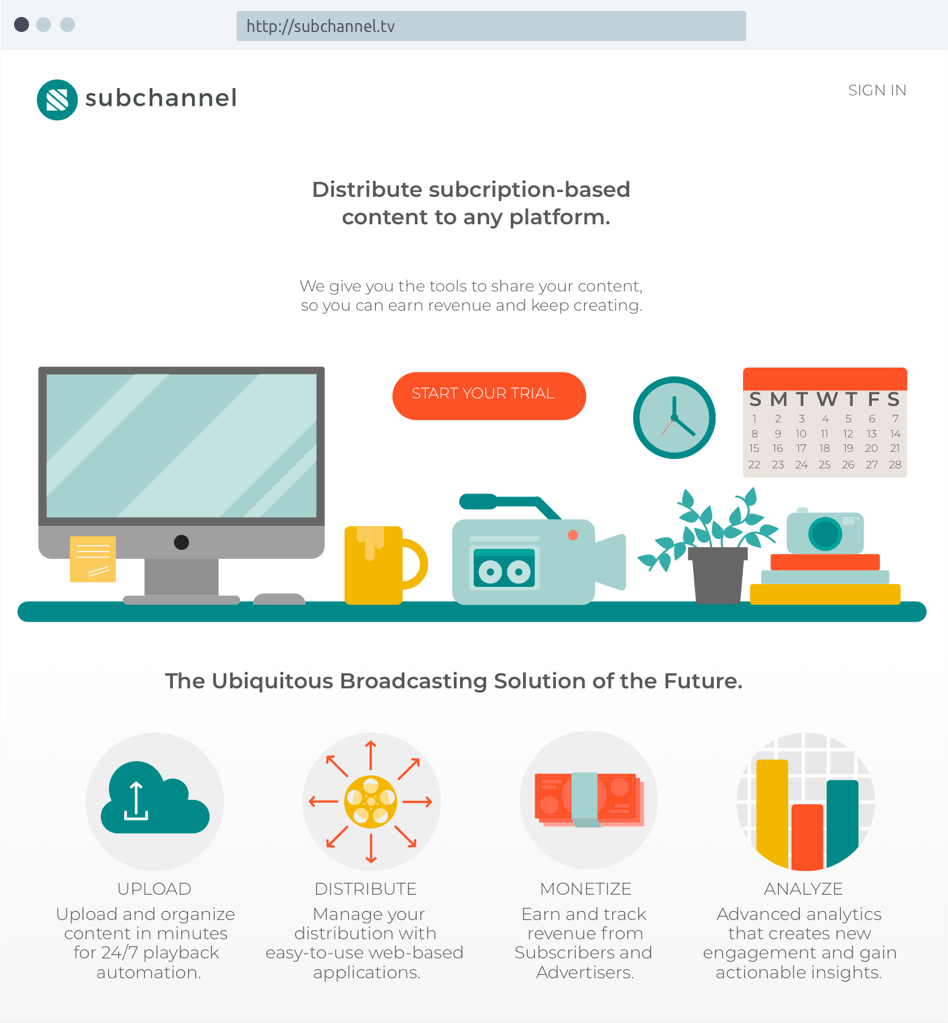 http://subchannel.tv
subchannel
SIGN IN
Distribute subcription-based
content to any platform.
We give you the tools to share your content,
so you can earn revenue and keep creating.
START YOUR TRIAL
S M T W T F S
1 2 3 4 5 6 7
8 9 10 11 12 13 14
15 16 17 18 19 20 21
22 23 24 25 26 27 28
The Ubiquitous Broadcasting Solution of the Future.
UPLOAD
Upload and organize
content in minutes
for 24/7 playback
automation.
DISTRIBUTE
Manage your
distribution with
easy-to-use web-based
applications.
MONETIZE
Earn and track
revenue from
Subscribers and
Advertisers.
ANALYZE
Advanced analytics
that creates new
engagement and gain
actionable insights.